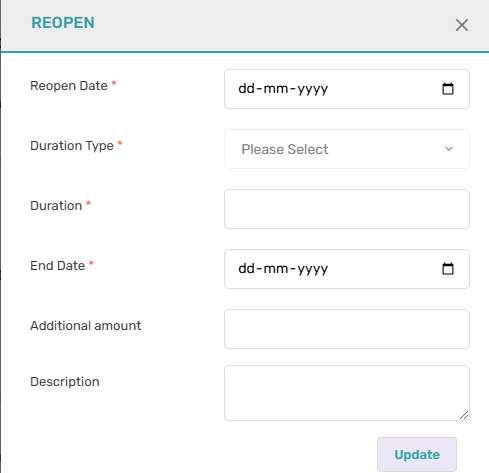 REOPEN
Reopen Date *
dd-mm-yyyy
Duration Type *
Please Select
Duration *
End Date *
dd-mm-yyyy
Additional amount
Description
Update